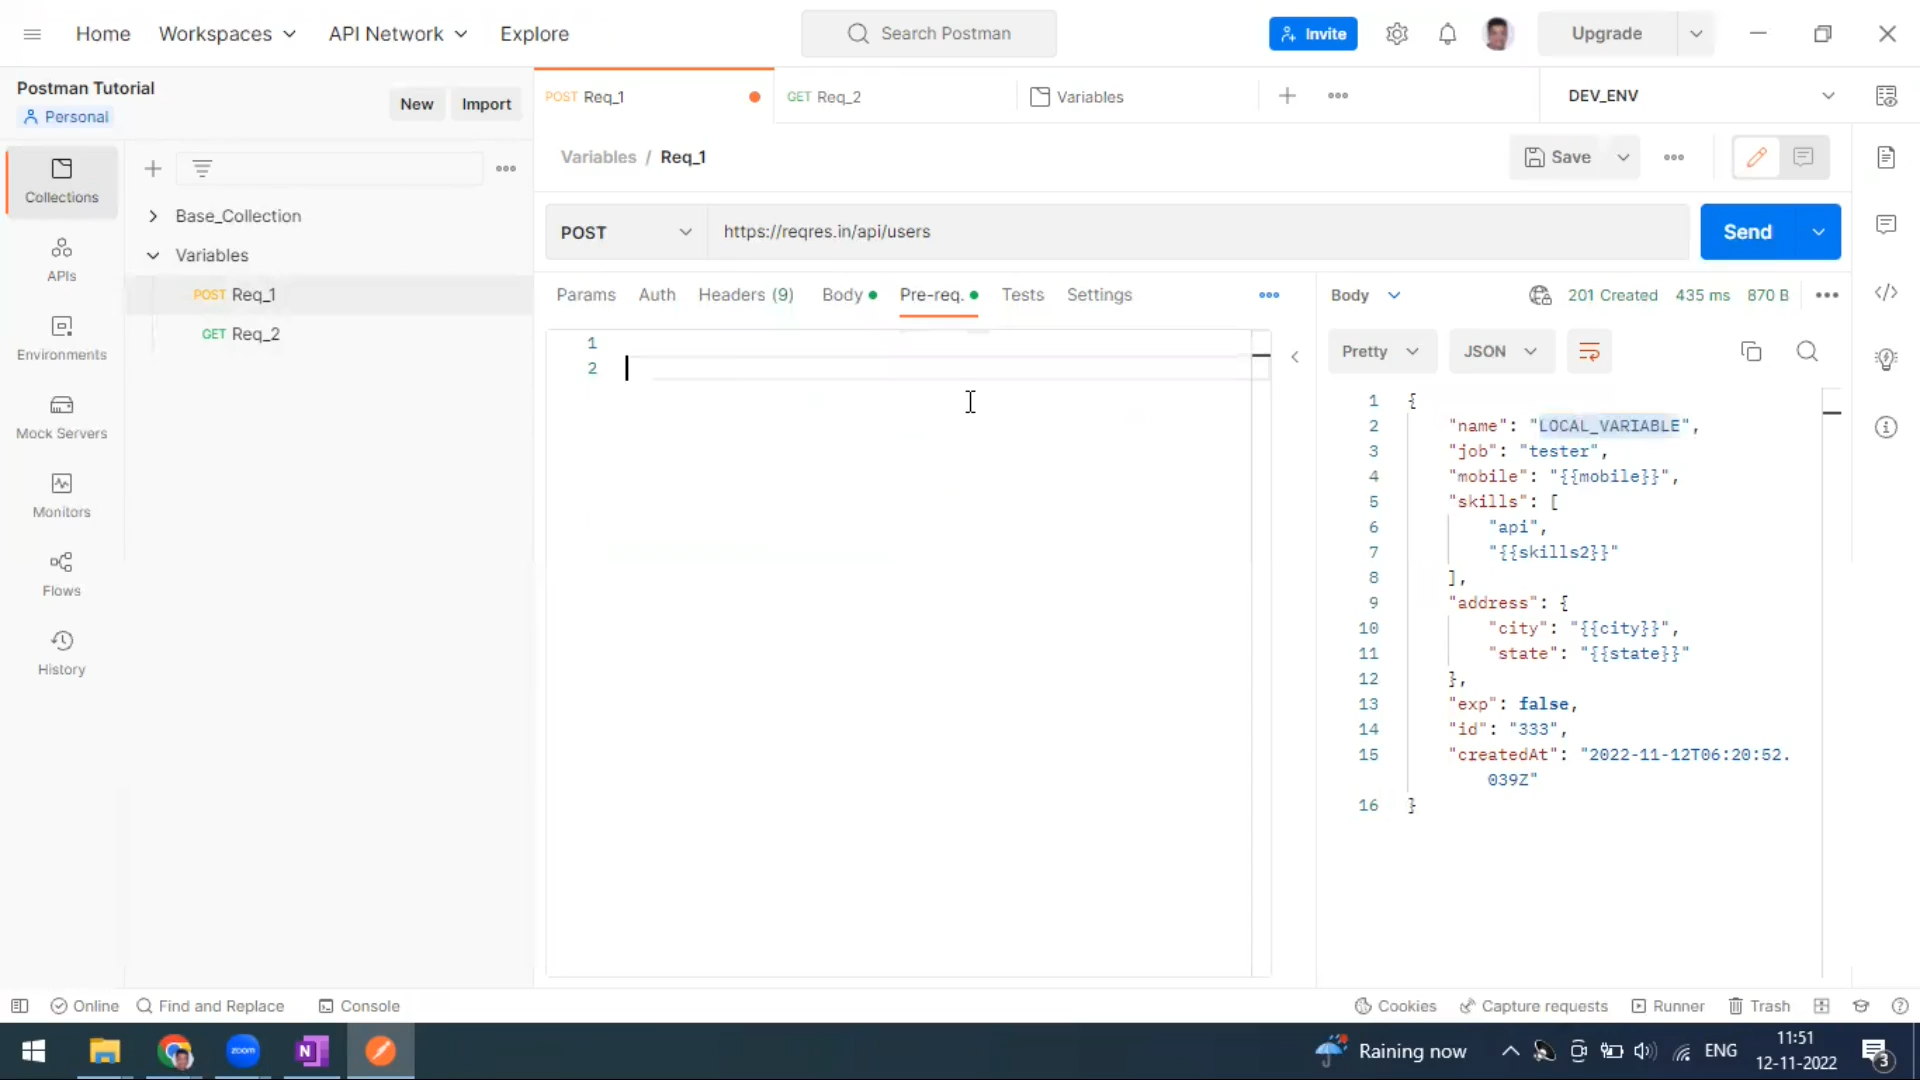 Home Workspaces API Network Explore Search Postman Invite Upgrade
Postman Tutorial
Personal
New Import
POST Req_1 GET Req_2 Variables DEV_ENV
Variables / Req_1 Save
Collections
APIs
Environments
Mock Servers
Monitors
Flows
History
Base_Collection
Variables
POST Req_1
GET Req_2
POST https://reqres.in/api/users Send
Params Auth Headers (9) Body Pre-req. Tests Settings
1
2
Body 201 Created 435 ms 870 B
Pretty JSON
1 {
2 "name": "LOCAL_VARIABLE",
3 "job": "tester",
4 "mobile": "{{mobile}}",
5 "skills": [
6 "api",
7 "{{skills2}}"
8 ],
9 "address": {
10 "city": "{{city}}",
11 "state": "{{state}}"
12 },
13 "exp": false,
14 "id": "333",
15 "createdAt": "2022-11-12T06:20:52.
039Z"
16 }
Online Find and Replace Console Cookies Capture requests Runner Trash
zoom N Raining now ENG 11:51
12-11-2022 3